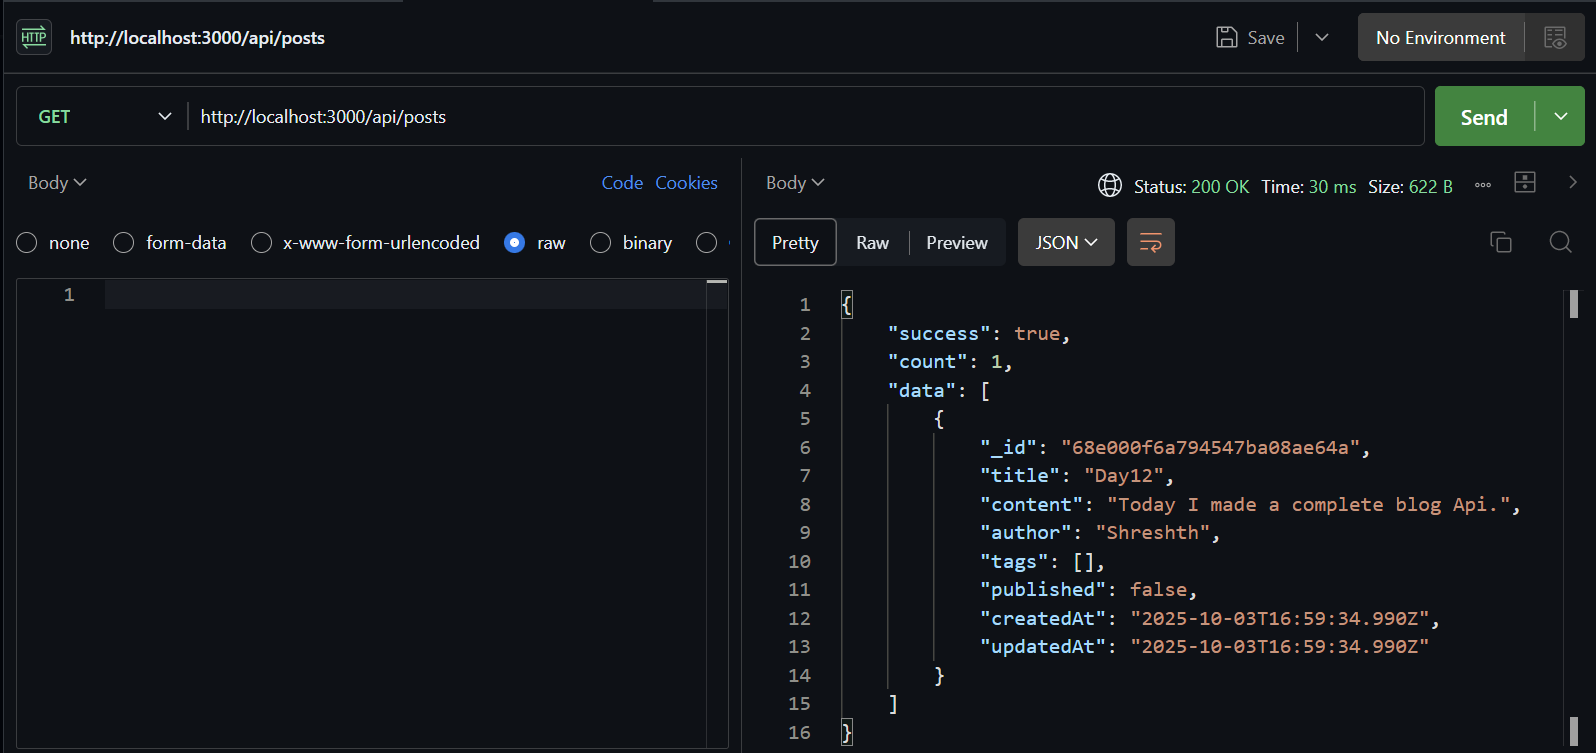 HTTP http://localhost:3000/api/posts Save No Environment
GET http://localhost:3000/api/posts Send
Body Code Cookies
none form-data x-www-form-urlencoded raw binary
1
Body Status: 200 OK Time: 30 ms Size: 622 B
Pretty Raw Preview JSON
1 {
2 "success": true,
3 "count": 1,
4 "data": [
5 {
6 "_id": "68e000f6a794547ba08ae64a",
7 "title": "Day12",
8 "content": "Today I made a complete blog Api.",
9 "author": "Shreshth",
10 "tags": [],
11 "published": false,
12 "createdAt": "2025-10-03T16:59:34.990Z",
13 "updatedAt": "2025-10-03T16:59:34.990Z"
14 }
15 ]
16 }